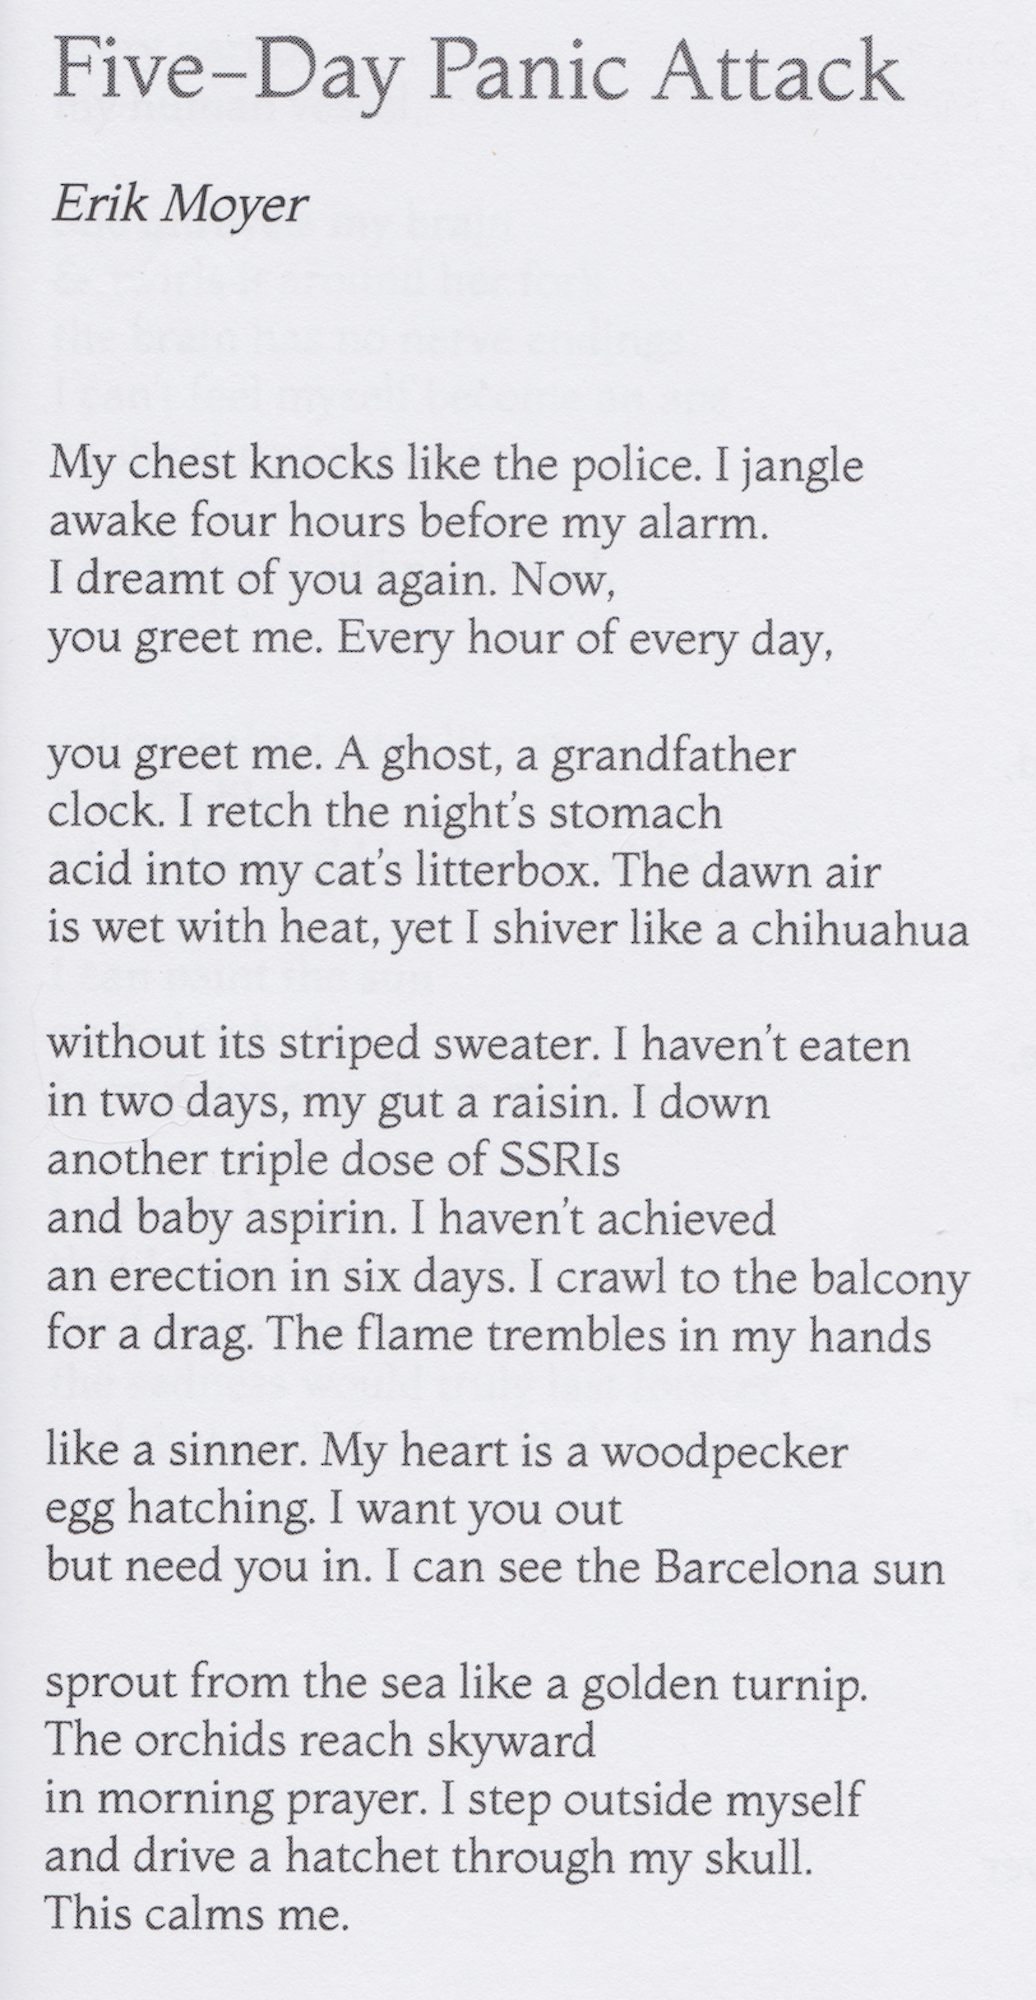 Five–Day Panic Attack
Erik Moyer
My chest knocks like the police. I jangle
awake four hours before my alarm.
I dreamt of you again. Now,
you greet me. Every hour of every day,
you greet me. A ghost, a grandfather
clock. I retch the night's stomach
acid into my cat's litterbox. The dawn air
is wet with heat, yet I shiver like a chihuahua
without its striped sweater. I haven't eaten
in two days, my gut a raisin. I down
another triple dose of SSRIs
and baby aspirin. I haven't achieved
an erection in six days. I crawl to the balcony
for a drag. The flame trembles in my hands
like a sinner. My heart is a woodpecker
egg hatching. I want you out
but need you in. I can see the Barcelona sun
sprout from the sea like a golden turnip.
The orchids reach skyward
in morning prayer. I step outside myself
and drive a hatchet through my skull.
This calms me.